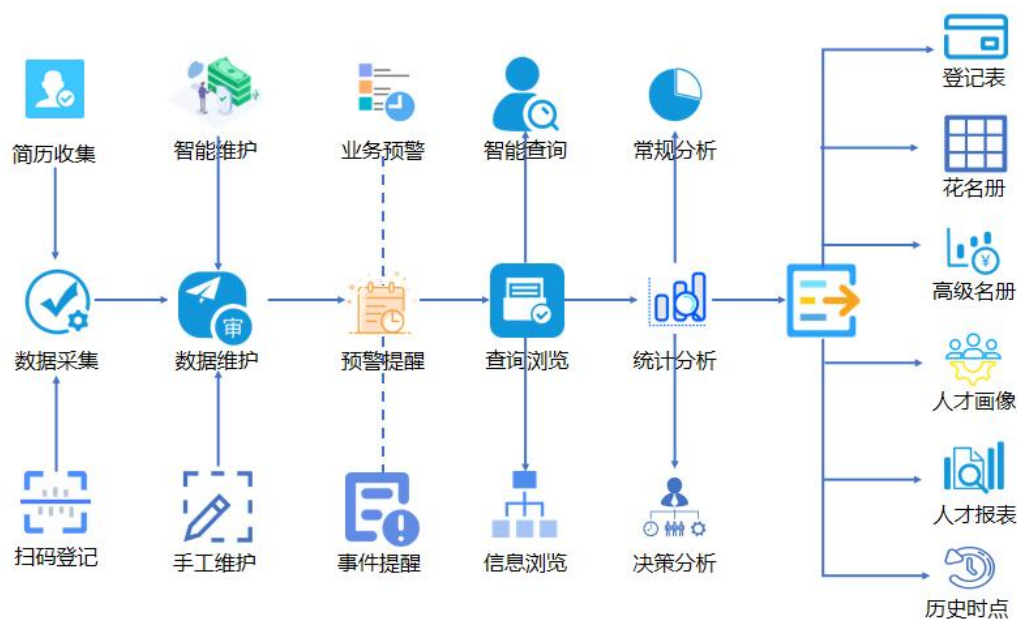 登记表
简历收集
智能维护
业务预警
智能查询
常规分析
花名册
高级名册
审
数据采集
数据维护
预警提醒
查询浏览
统计分析
¥
人才画像
人才报表
扫码登记
手工维护
事件提醒
信息浏览
决策分析
历史时点